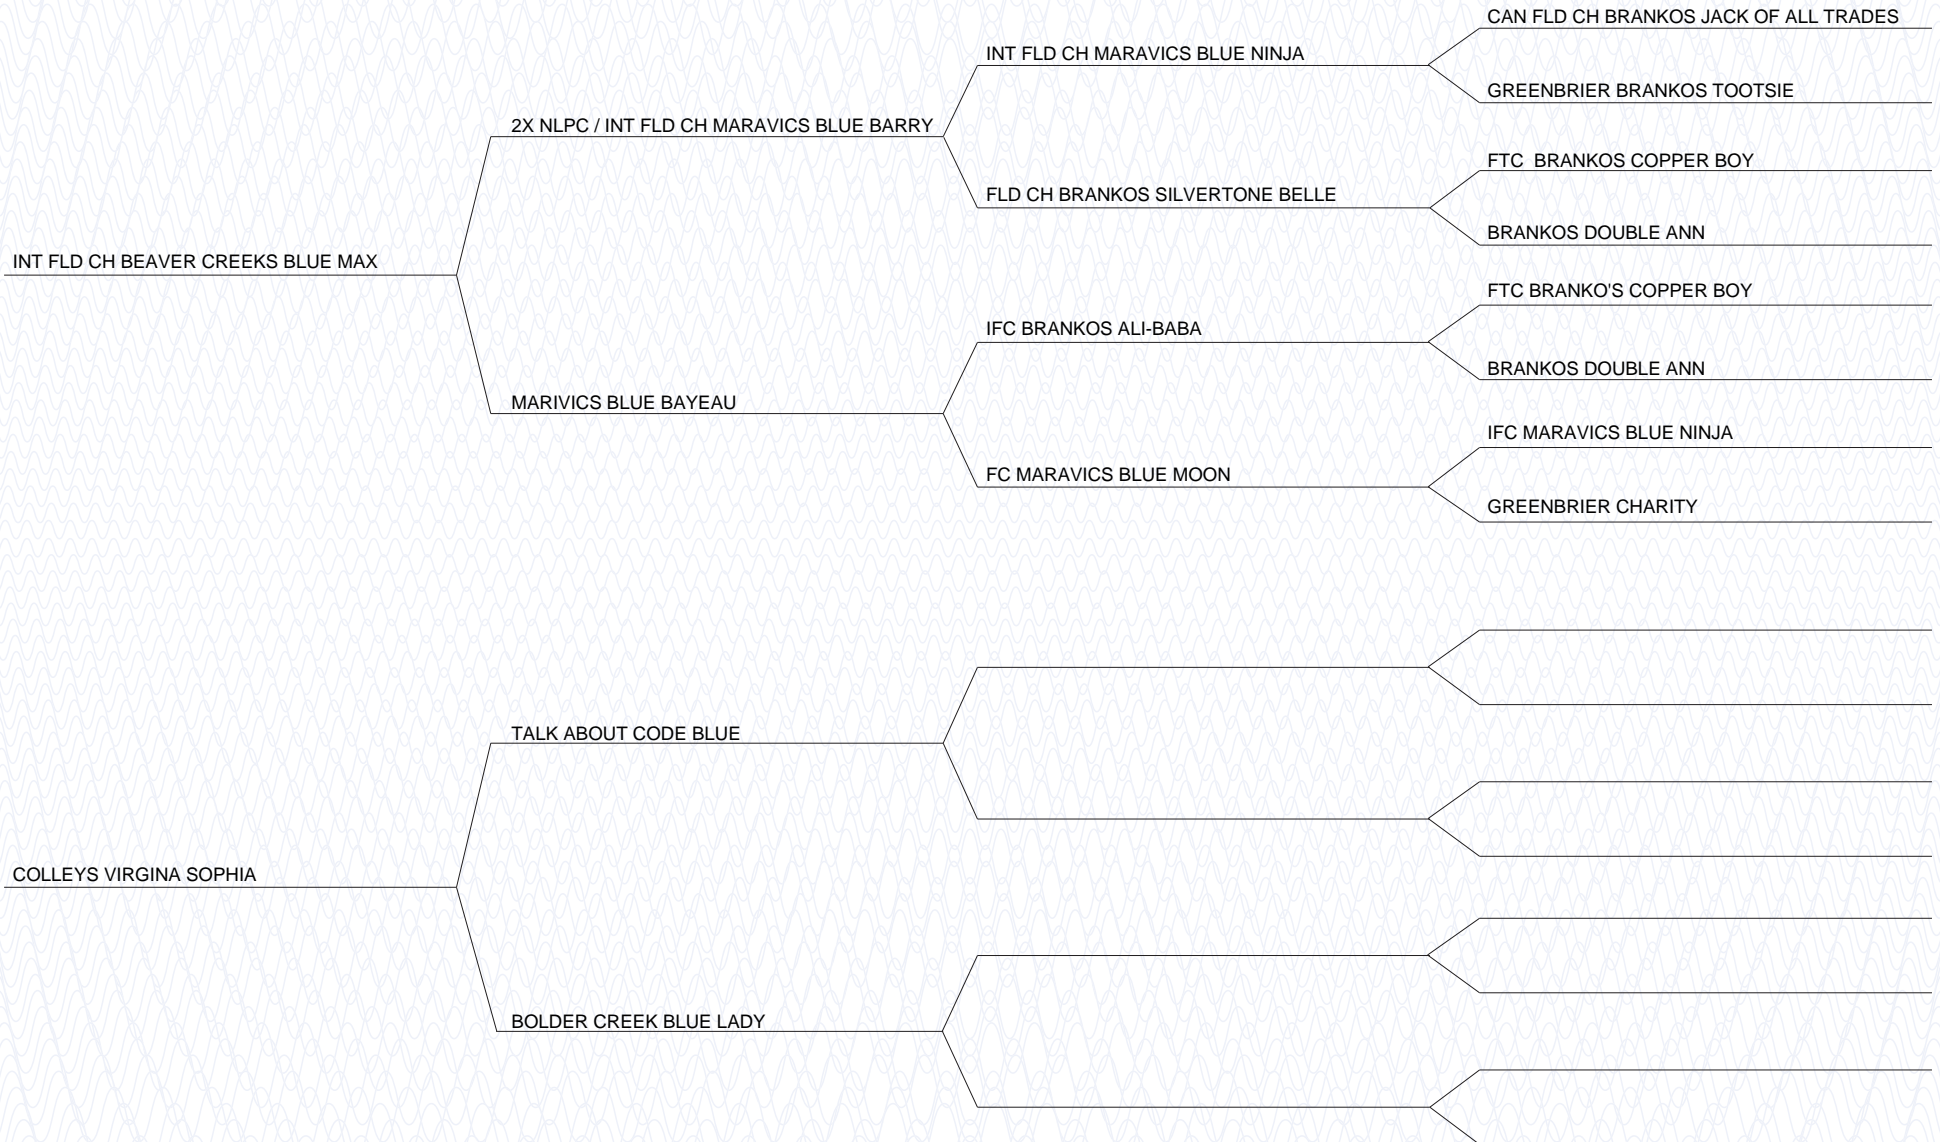 CAN FLD CH BRANKOS JACK OF ALL TRADES
INT FLD CH MARAVICS BLUE NINJA
GREENBRIER BRANKOS TOOTSIE
2X NLPC / INT FLD CH MARAVICS BLUE BARRY
FTC  BRANKOS COPPER BOY
FLD CH BRANKOS SILVERTONE BELLE
BRANKOS DOUBLE ANN
INT FLD CH BEAVER CREEKS BLUE MAX
FTC BRANKO'S COPPER BOY
IFC BRANKOS ALI-BABA
BRANKOS DOUBLE ANN
MARIVICS BLUE BAYEAU
IFC MARAVICS BLUE NINJA
FC MARAVICS BLUE MOON
GREENBRIER CHARITY
TALK ABOUT CODE BLUE
COLLEYS VIRGINA SOPHIA
BOLDER CREEK BLUE LADY